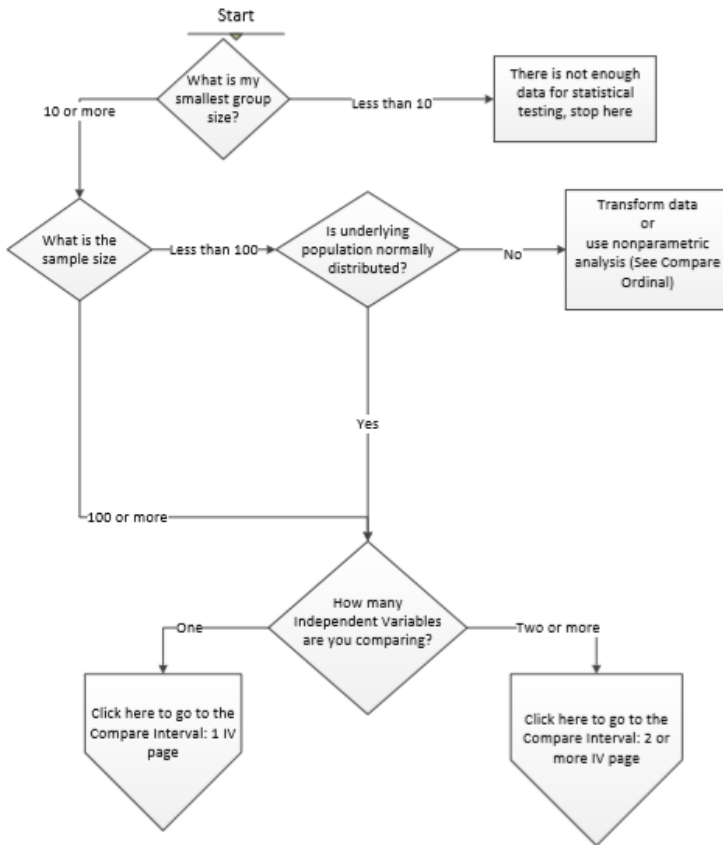 Start
What is my
smallest group
size?
Less than 10
There is not enough
data for statistical
testing, stop here
10 or more
What is the
sample size
Less than 100
Is underlying
population normally
distributed?
No
Transform data
or
use nonparametric
analysis (See Compare
Ordinal)
Yes
100 or more
How many
Independent Variables
are you comparing?
One
Two or more
Click here to go to the
Compare Interval: 1 IV
page
Click here to go to the
Compare Interval: 2 or
more IV page